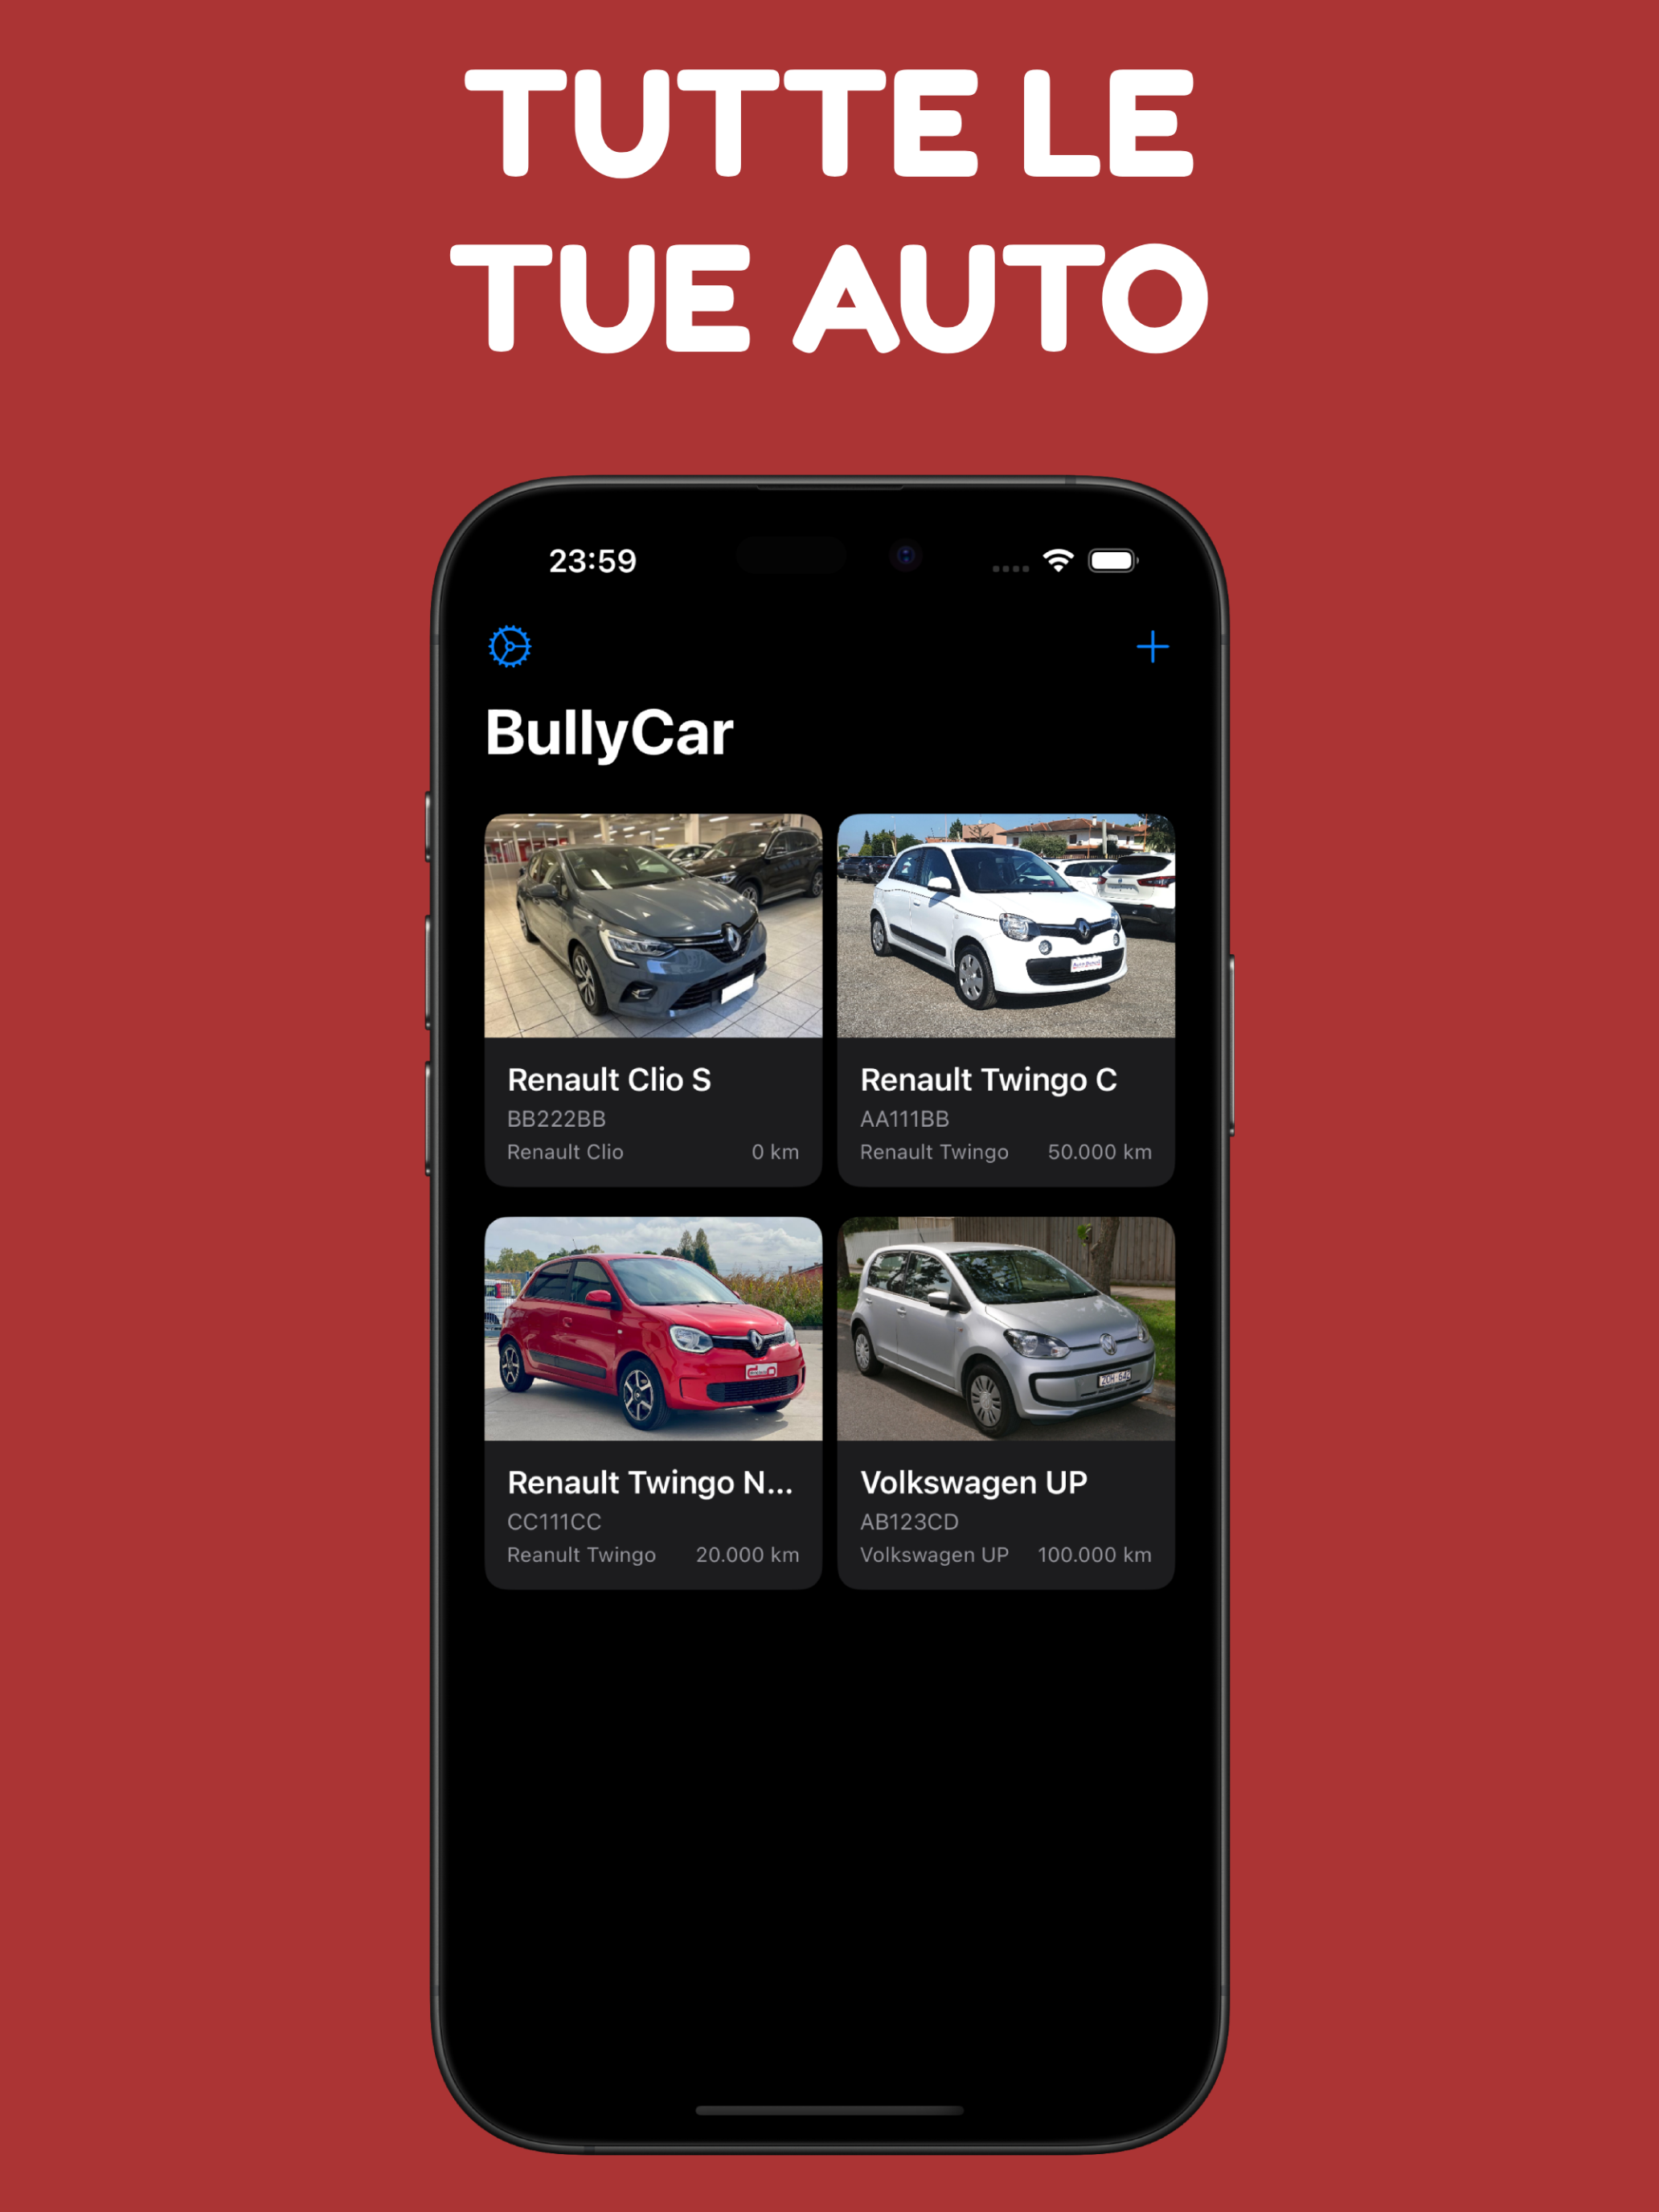 TUTTE LE
TUE AUTO
23:59
BullyCar
Renault Clio S
BB222BB
Renault Clio 0 km
Renault Twingo C
AA111BB
Renault Twingo 50.000 km
Renault Twingo N...
CC111CC
Reanult Twingo 20.000 km
Volkswagen UP
AB123CD
Volkswagen UP 100.000 km